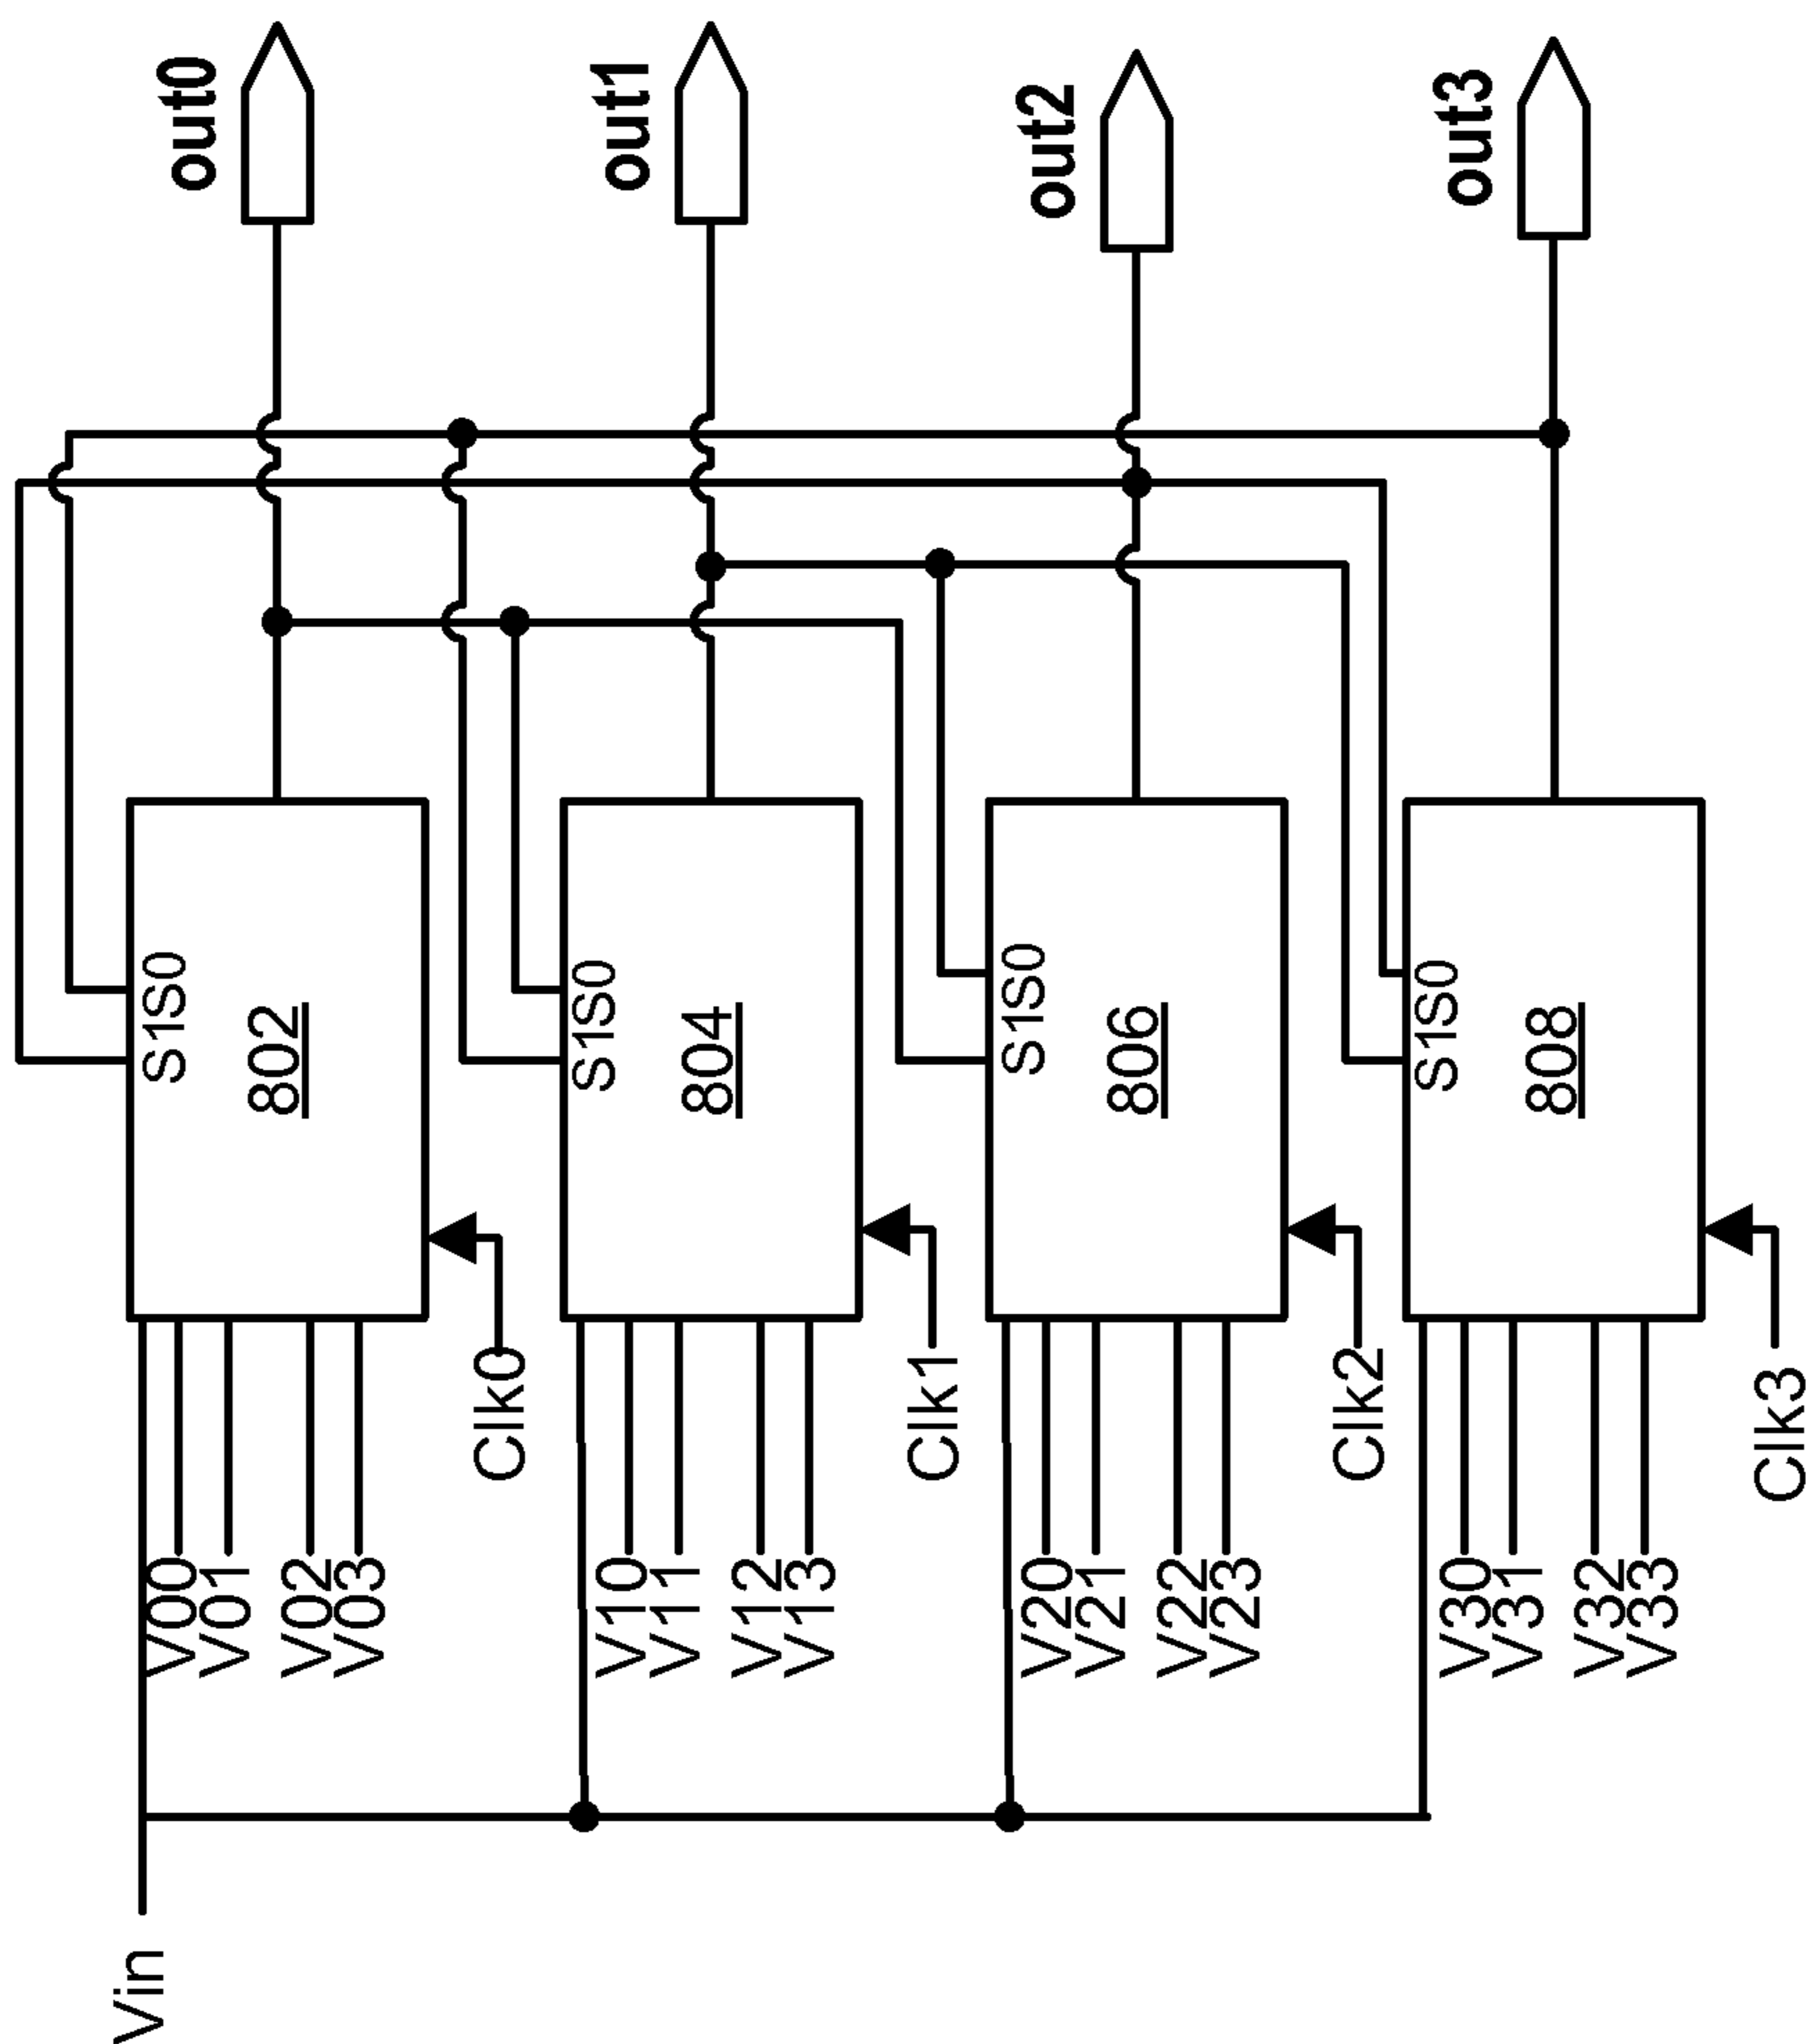 out0
out1
out2
out3
S1S0
802
S1S0
804
S1S0
806
S1S0
808
Clk0
Clk1
Clk2
Clk3
V00
V01
V02
V03
V10
V11
V12
V13
V20
V21
V22
V23
V30
V31
V32
V33
Vin